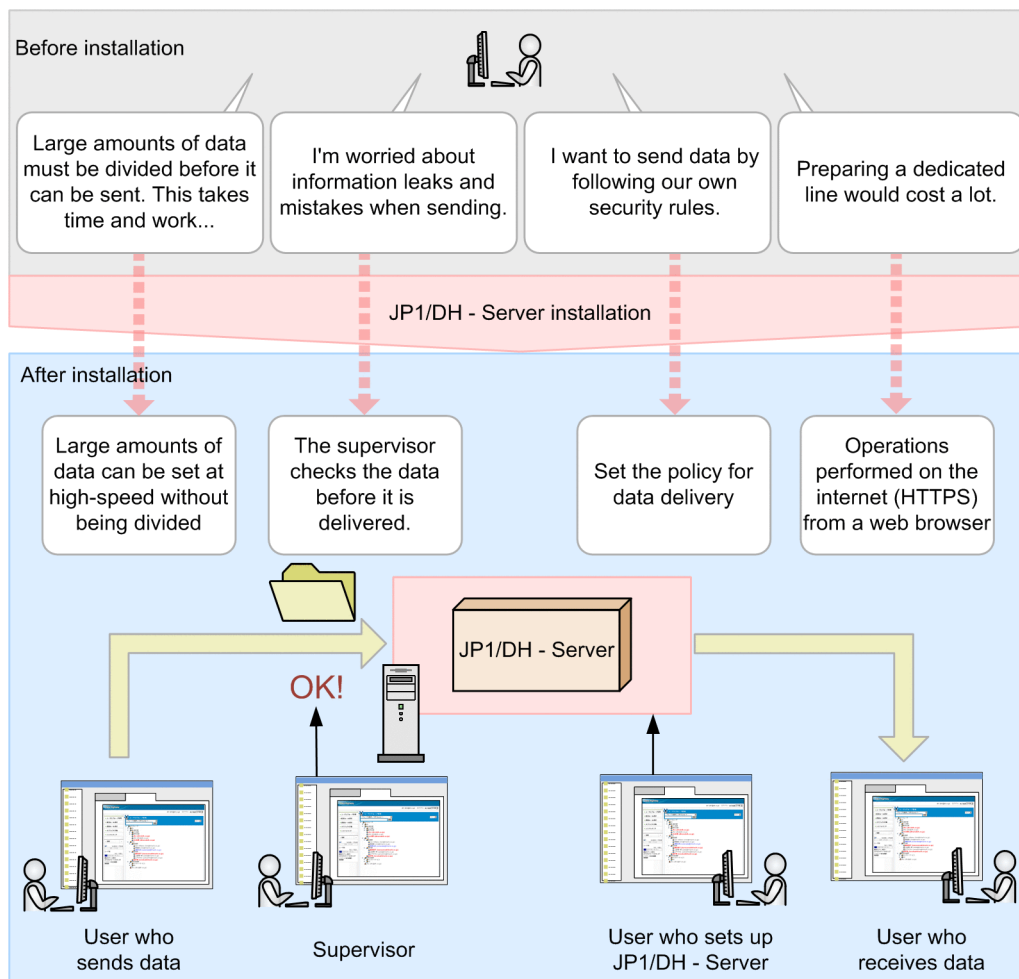 Before installation
Large amounts of data
must be divided before it
can be sent. This takes
time and work...
I'm worried about
information leaks and
mistakes when sending.
I want to send data by
following our own
security rules.
Preparing a dedicated
line would cost a lot.
JP1/DH - Server installation
After installation
Large amounts of
data can be set at
high-speed without
being divided
The supervisor
checks the data
before it is
delivered.
Set the policy for
data delivery
Operations
performed on the
internet (HTTPS)
from a web browser
JP1/DH - Server
OK!
User who
sends data
Supervisor
User who sets up
JP1/DH - Server
User who
receives data